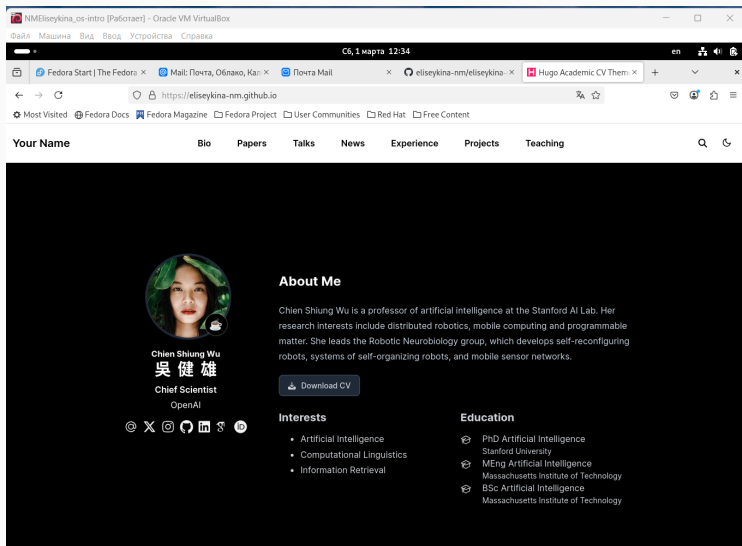 NMEliseykina_os-intro [Работает] - Oracle VM VirtualBox
Файл Машина Вид Ввод Устройства Справка
Сб, 1 марта 12:34
en
Fedora Start | The Fedora
Mail: Почта, Облако, Кал
Почта Mail
eliseykina-nm/eliseykina-
Hugo Academic CV Them
https://eliseykina-nm.github.io
Most Visited Fedora Docs Fedora Magazine Fedora Project User Communities Red Hat Free Content
Your Name Bio Papers Talks News Experience Projects Teaching
Chien Shiung Wu
吳健雄
Chief Scientist
OpenAI
About Me
Chien Shiung Wu is a professor of artificial intelligence at the Stanford AI Lab. Her
research interests include distributed robotics, mobile computing and programmable
matter. She leads the Robotic Neurobiology group, which develops self-reconfiguring
robots, systems of self-organizing robots, and mobile sensor networks.
Download CV
Interests
Artificial Intelligence
Computational Linguistics
Information Retrieval
Education
PhD Artificial Intelligence
Stanford University
MEng Artificial Intelligence
Massachusetts Institute of Technology
BSc Artificial Intelligence
Massachusetts Institute of Technology